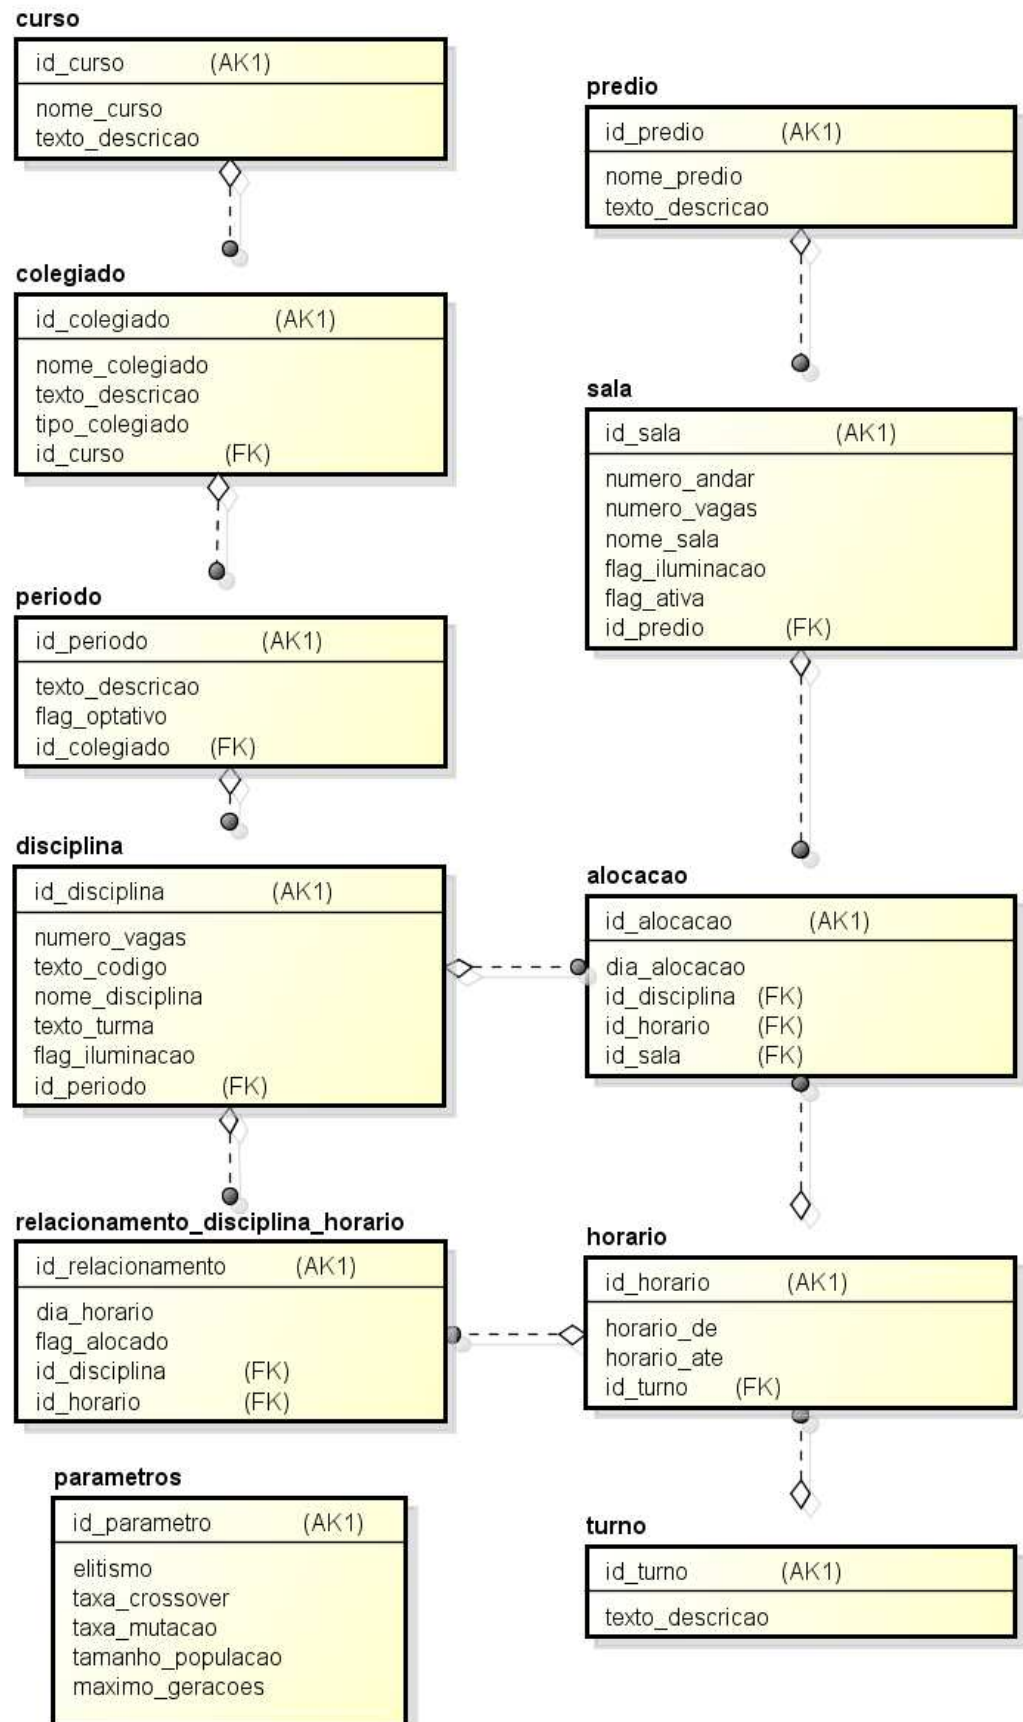 curso
id_curso (AK1)
nome_curso
texto_descricao
colegiado
id_colegiado (AK1)
nome_colegiado
texto_descricao
tipo_colegiado
id_curso (FK)
periodo
id_periodo (AK1)
texto_descricao
flag_optativo
id_colegiado (FK)
disciplina
id_disciplina (AK1)
numero_vagas
texto_codigo
nome_disciplina
texto_turma
flag_iluminacao
id_periodo (FK)
relacionamento_disciplina_horario
id_relacionamento (AK1)
dia_horario
flag_alocado
id_disciplina (FK)
id_horario (FK)
parametros
id_parametro (AK1)
elitismo
taxa_crossover
taxa_mutacao
tamanho_populacao
maximo_geracoes
predio
id_predio (AK1)
nome_predio
texto_descricao
sala
id_sala (AK1)
numero_andar
numero_vagas
nome_sala
flag_iluminacao
flag_ativa
id_predio (FK)
alocacao
id_alocacao (AK1)
dia_alocacao
id_disciplina (FK)
id_horario (FK)
id_sala (FK)
horario
id_horario (AK1)
horario_de
horario_ate
id_turno (FK)
turno
id_turno (AK1)
texto_descricao